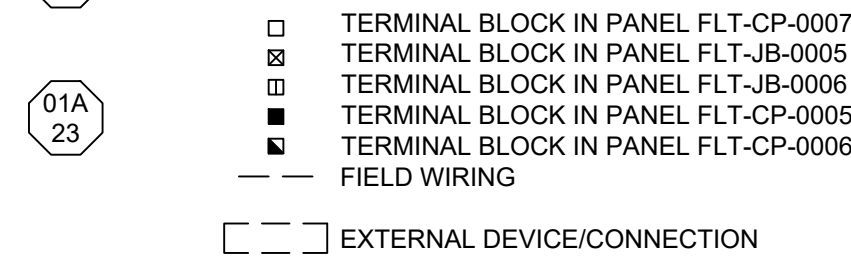 TERMINAL BLOCK IN PANEL FLT-CP-0007
TERMINAL BLOCK IN PANEL FLT-JB-0005
TERMINAL BLOCK IN PANEL FLT-JB-0006
01A
23
TERMINAL BLOCK IN PANEL FLT-CP-0005
TERMINAL BLOCK IN PANEL FLT-CP-0006
FIELD WIRING
EXTERNAL DEVICE/CONNECTION